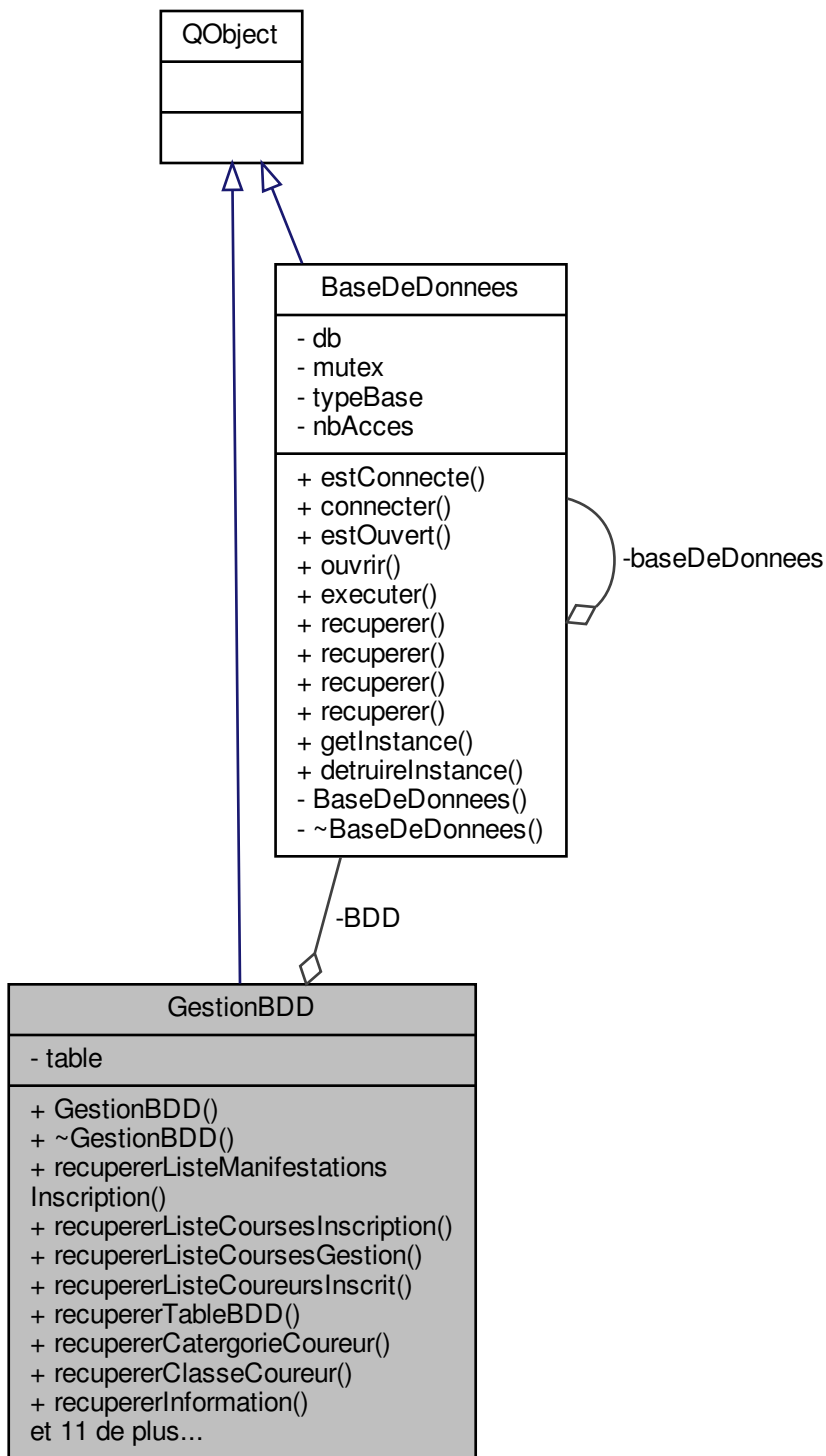 QObject
BaseDeDonnees
- db
- mutex
- typeBase
- nbAcces
+ estConnecte()
+ connecter()
+ estOuvert()
+ ouvrir()
+ executer()
+ recuperer()
+ recuperer()
+ recuperer()
+ recuperer()
+ getInstance()
+ detruireInstance()
- BaseDeDonnees()
- ~BaseDeDonnees()
-baseDeDonnees
-BDD
GestionBDD
- table
+ GestionBDD()
+ ~GestionBDD()
+ recupererListeManifestations
Inscription()
+ recupererListeCoursesInscription()
+ recupererListeCoursesGestion()
+ recupererListeCoureursInscrit()
+ recupererTableBDD()
+ recupererCatergorieCoureur()
+ recupererClasseCoureur()
+ recupererInformation()
et 11 de plus...